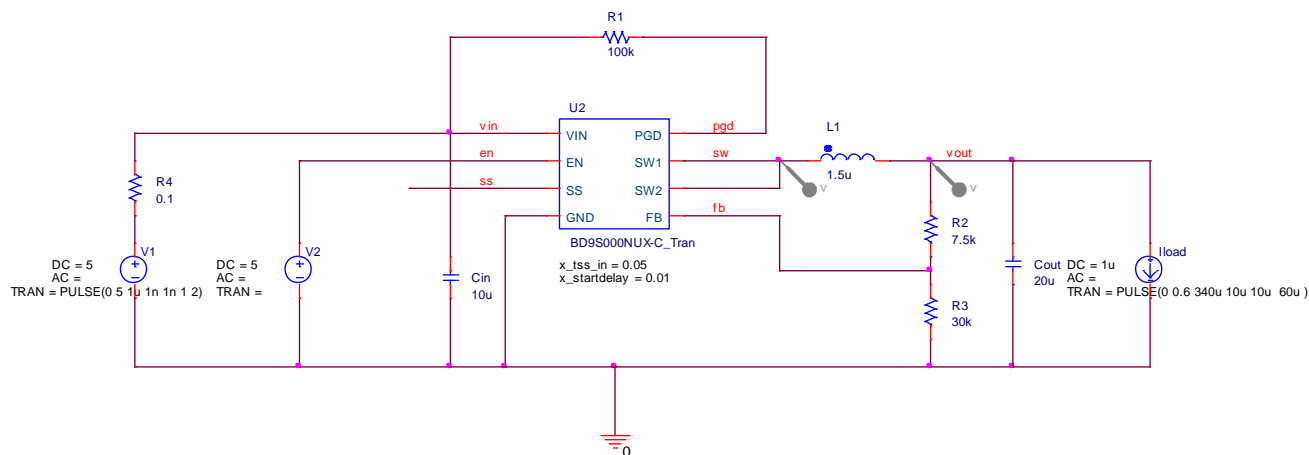 R1
100k
U2
vin
VIN
PGD
pgd
L1
en
EN
SW1
sw
vout
1.5u
R4
0.1
ss
SS
SW2
v
v
GND
FB
fb
R2
7.5k
BD9S000NUX-C_Tran
V1
V2
Iload
x_tss_in = 0.05
x_startdelay = 0.01
DC = 5
AC =
TRAN = PULSE(0 5 1u 1n 1n 1 2)
DC = 5
AC =
TRAN =
Cin
10u
Cout
20u
DC = 1u
AC =
TRAN = PULSE(0 0.6 340u 10u 10u 60u )
R3
30k
0